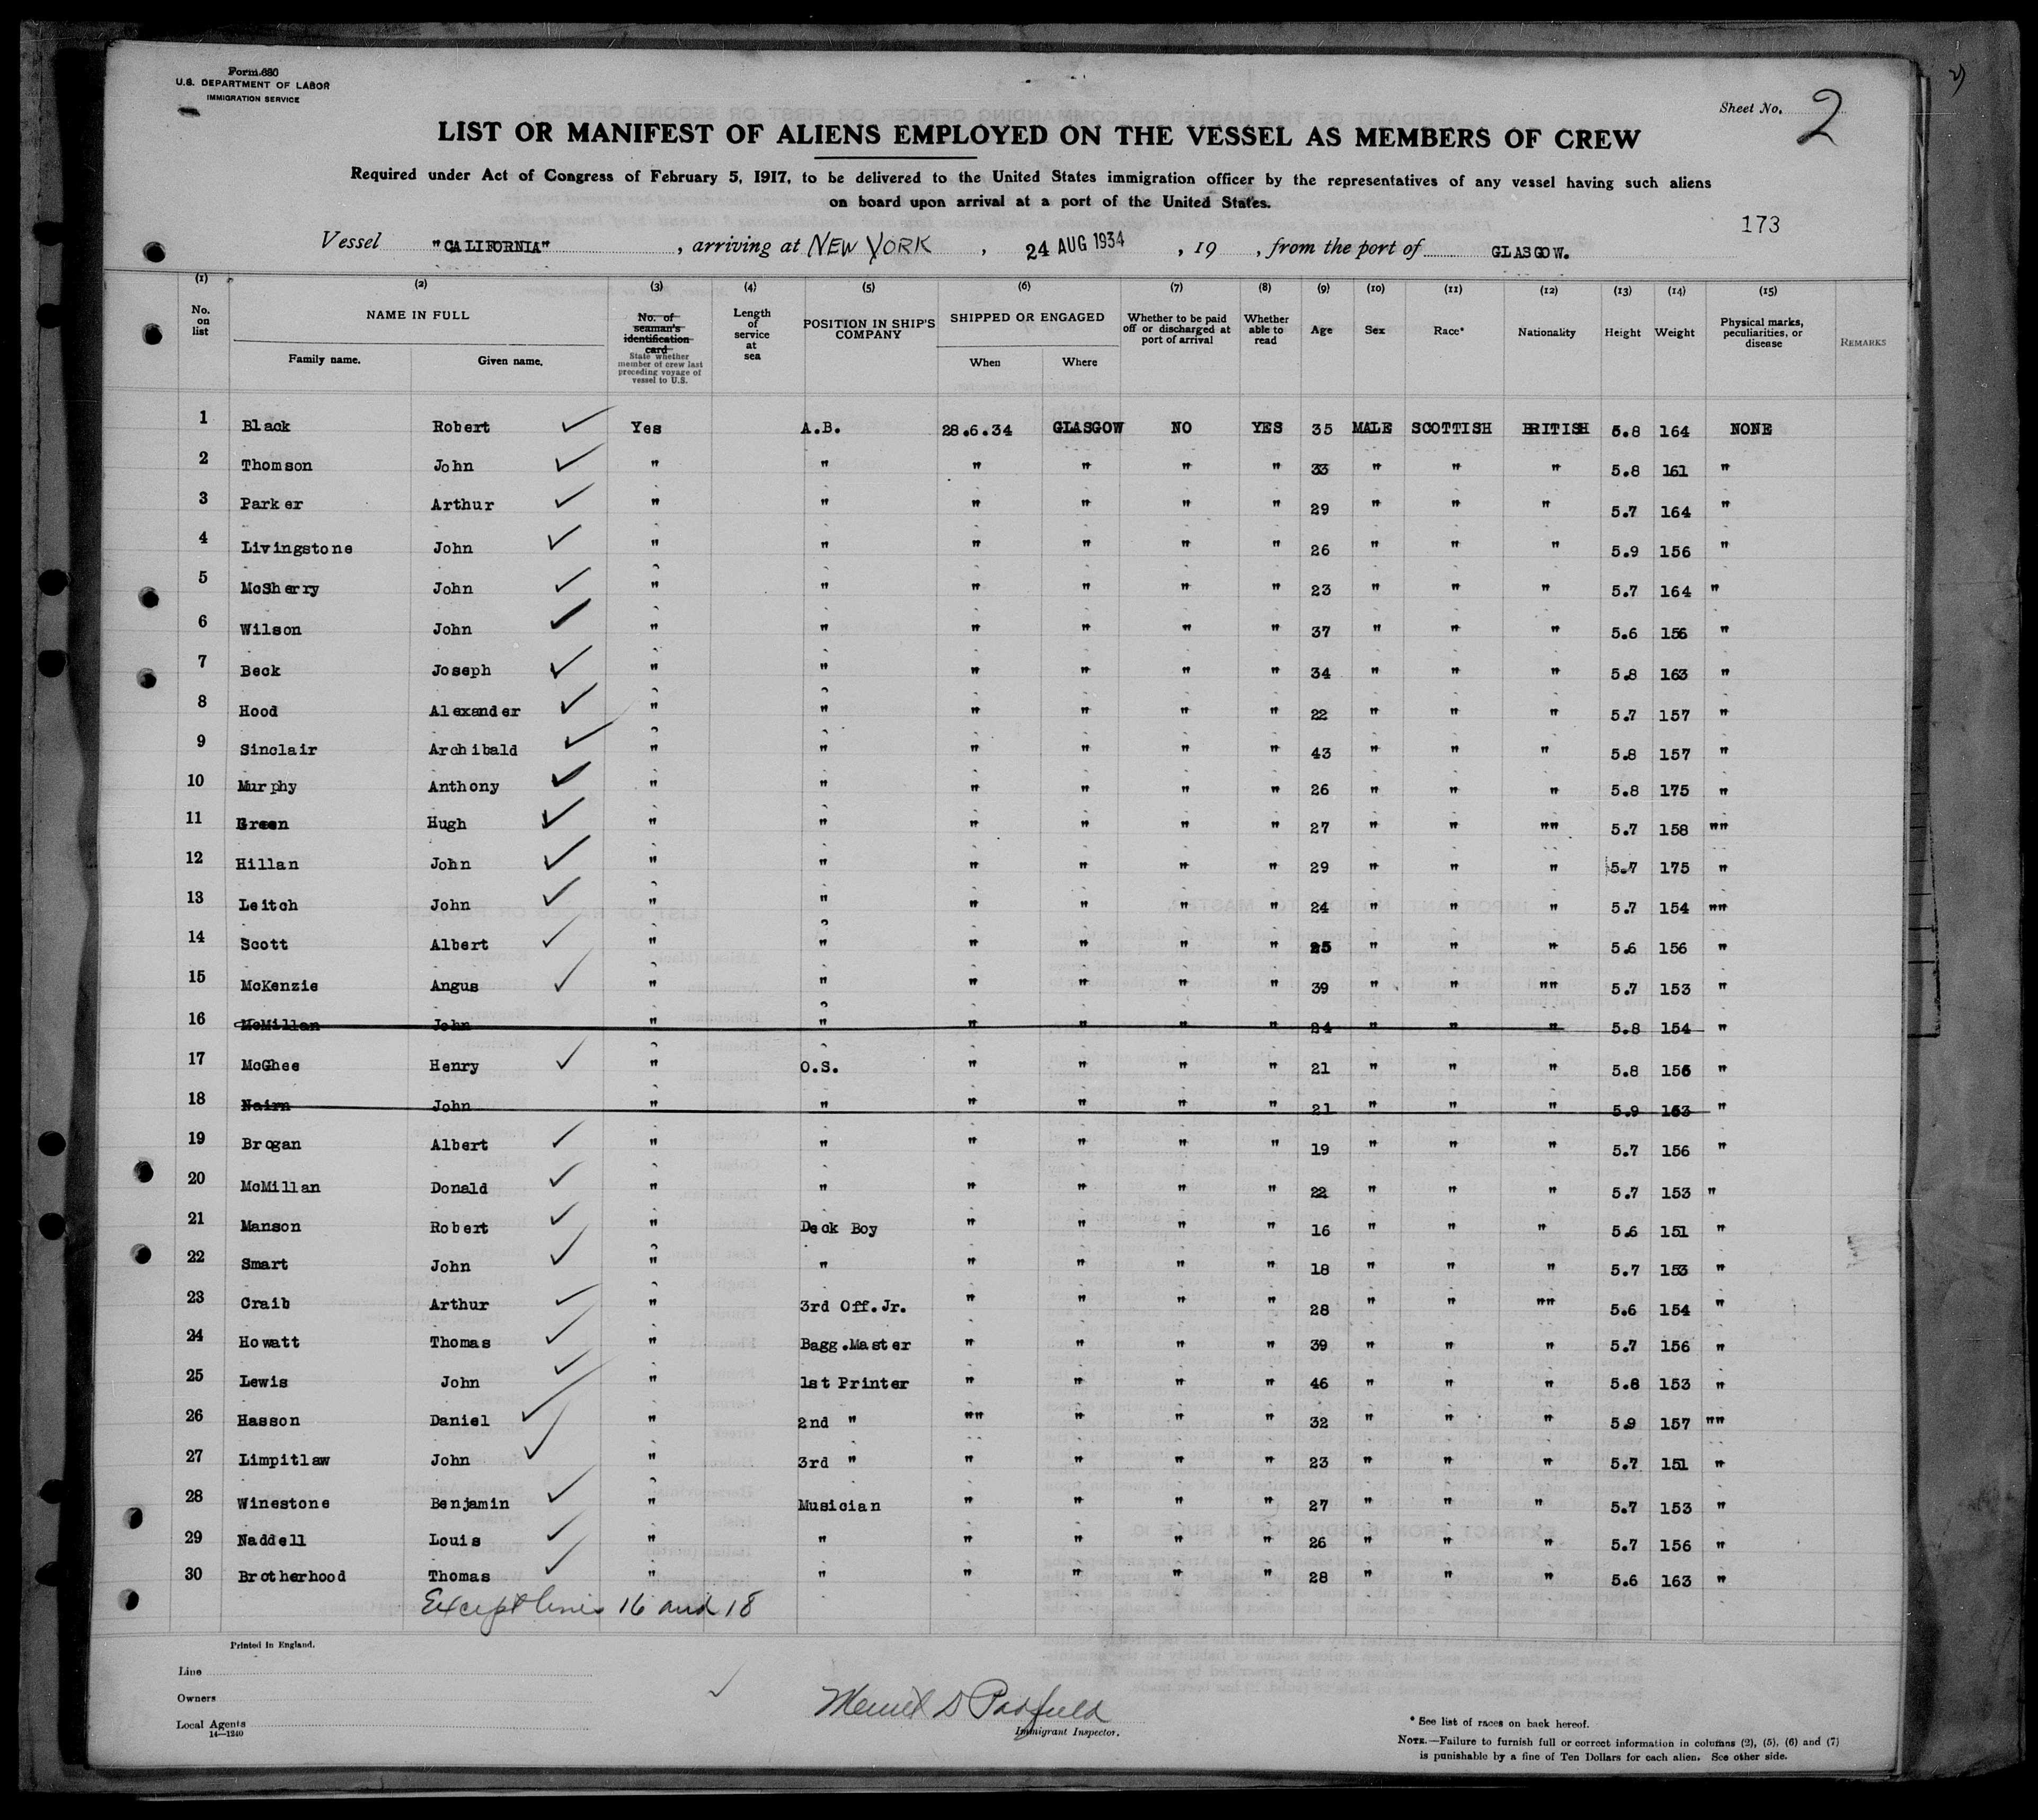 Form 680
U.S. DEPARTMENT OF LABOR
IMMIGRATION SERVICE
Sheet No. 2
LIST OR MANIFEST OF ALIENS EMPLOYED ON THE VESSEL AS MEMBERS OF CREW
Required under Act of Congress of February 5, 1917, to be delivered to the United States immigration officer by the representatives of any vessel having such aliens
on board upon arrival at a port of the United States.
173
Vessel "CALIFORNIA", arriving at NEW YORK, 24 AUG 1934, 19 , from the port of GLASGOW.
(1) (2) (3) (4) (5) (6) (7) (8) (9) (10) (11) (12) (13) (14) (15)
No. on list NAME IN FULL Family name. Given name. No. of seaman's identification card State whether member of crew last preceding voyage of vessel to U.S. Length of service at sea POSITION IN SHIP'S COMPANY SHIPPED OR ENGAGED When Where Whether to be paid off or discharged at port of arrival Whether able to read Age Sex Race* Nationality Height Weight Physical marks, peculiarities, or disease REMARKS
1 Black Robert Yes A.B. 28.6.34 GLASGOW NO YES 35 MALE SCOTTISH BRITISH 5.8 164 NONE
2 Thomson John " " " " " " 33 " " " 5.8 161 "
3 Parker Arthur " " " " " " 29 " " " 5.7 164 "
4 Livingstone John " " " " " " 26 " " " 5.9 156 "
5 McSherry John " " " " " " 23 " " " 5.7 164 "
6 Wilson John " " " " " " 37 " " " 5.6 156 "
7 Beck Joseph " " " " " " 34 " " " 5.8 163 "
8 Hood Alexander " " " " " " 22 " " " 5.7 157 "
9 Sinclair Archibald " " " " " " 43 " " " 5.8 157 "
10 Murphy Anthony " " " " " " 26 " " " 5.8 175 "
11 Green Hugh " " " " " " 27 " " "" 5.7 158 ""
12 Hillan John " " " " " " 29 " " " 5.7 175 "
13 Leitch John " " " " " " 24 " " " 5.7 154 ""
14 Scott Albert " " " " " " 25 " " " 5.6 156 "
15 McKenzie Angus " " " " " " 39 " " "" 5.7 153 "
16 McMillan John " " " " " " 24 " " " 5.8 154 "
17 McGhee Henry " O.S. " " " " 21 " " " 5.8 156 "
18 Nairn John " " " " " " 21 " " " 5.9 163 "
19 Brogan Albert " " " " " " 19 " " " 5.7 156 "
20 McMillan Donald " " " " " " 22 " " " 5.7 153 "
21 Manson Robert " Deck Boy " " " " 16 " " " 5.6 151 "
22 Smart John " " " " " " 18 " " " 5.7 153 "
23 Craib Arthur " 3rd Off.Jr. " " " " 28 " " "" 5.6 154 "
24 Howatt Thomas " Bagg.Master " " " " 39 " " " 5.7 156 "
25 Lewis John " 1st Printer " " " " 46 " " " 5.8 153 "
26 Hasson Daniel " 2nd " "" " " " 32 " " " 5.9 157 ""
27 Limpitlaw John " 3rd " " " " " 23 " " " 5.7 151 "
28 Winestone Benjamin " Musician " " " " 27 " " " 5.7 153 "
29 Naddell Louis " " " " " " 26 " " " 5.7 156 "
30 Brotherhood Thomas " " " " " " 28 " " " 5.6 163 "
Except lines 16 and 18
Printed in England.
Line
Owners
Local Agents
14—1240
Merrill D Padfield
Immigrant Inspector.
* See list of races on back hereof.
NOTE.—Failure to furnish full or correct information in columns (2), (5), (6) and (7)
is punishable by a fine of Ten Dollars for each alien. See other side.